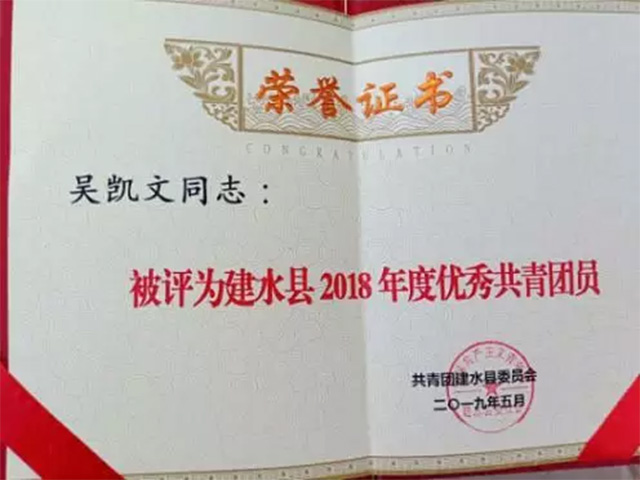 荣誉证书
CONGRATULATION
吴凯文同志：
被评为建水县2018年度优秀共青团员
共青团建水县委员会
二〇一九年五月